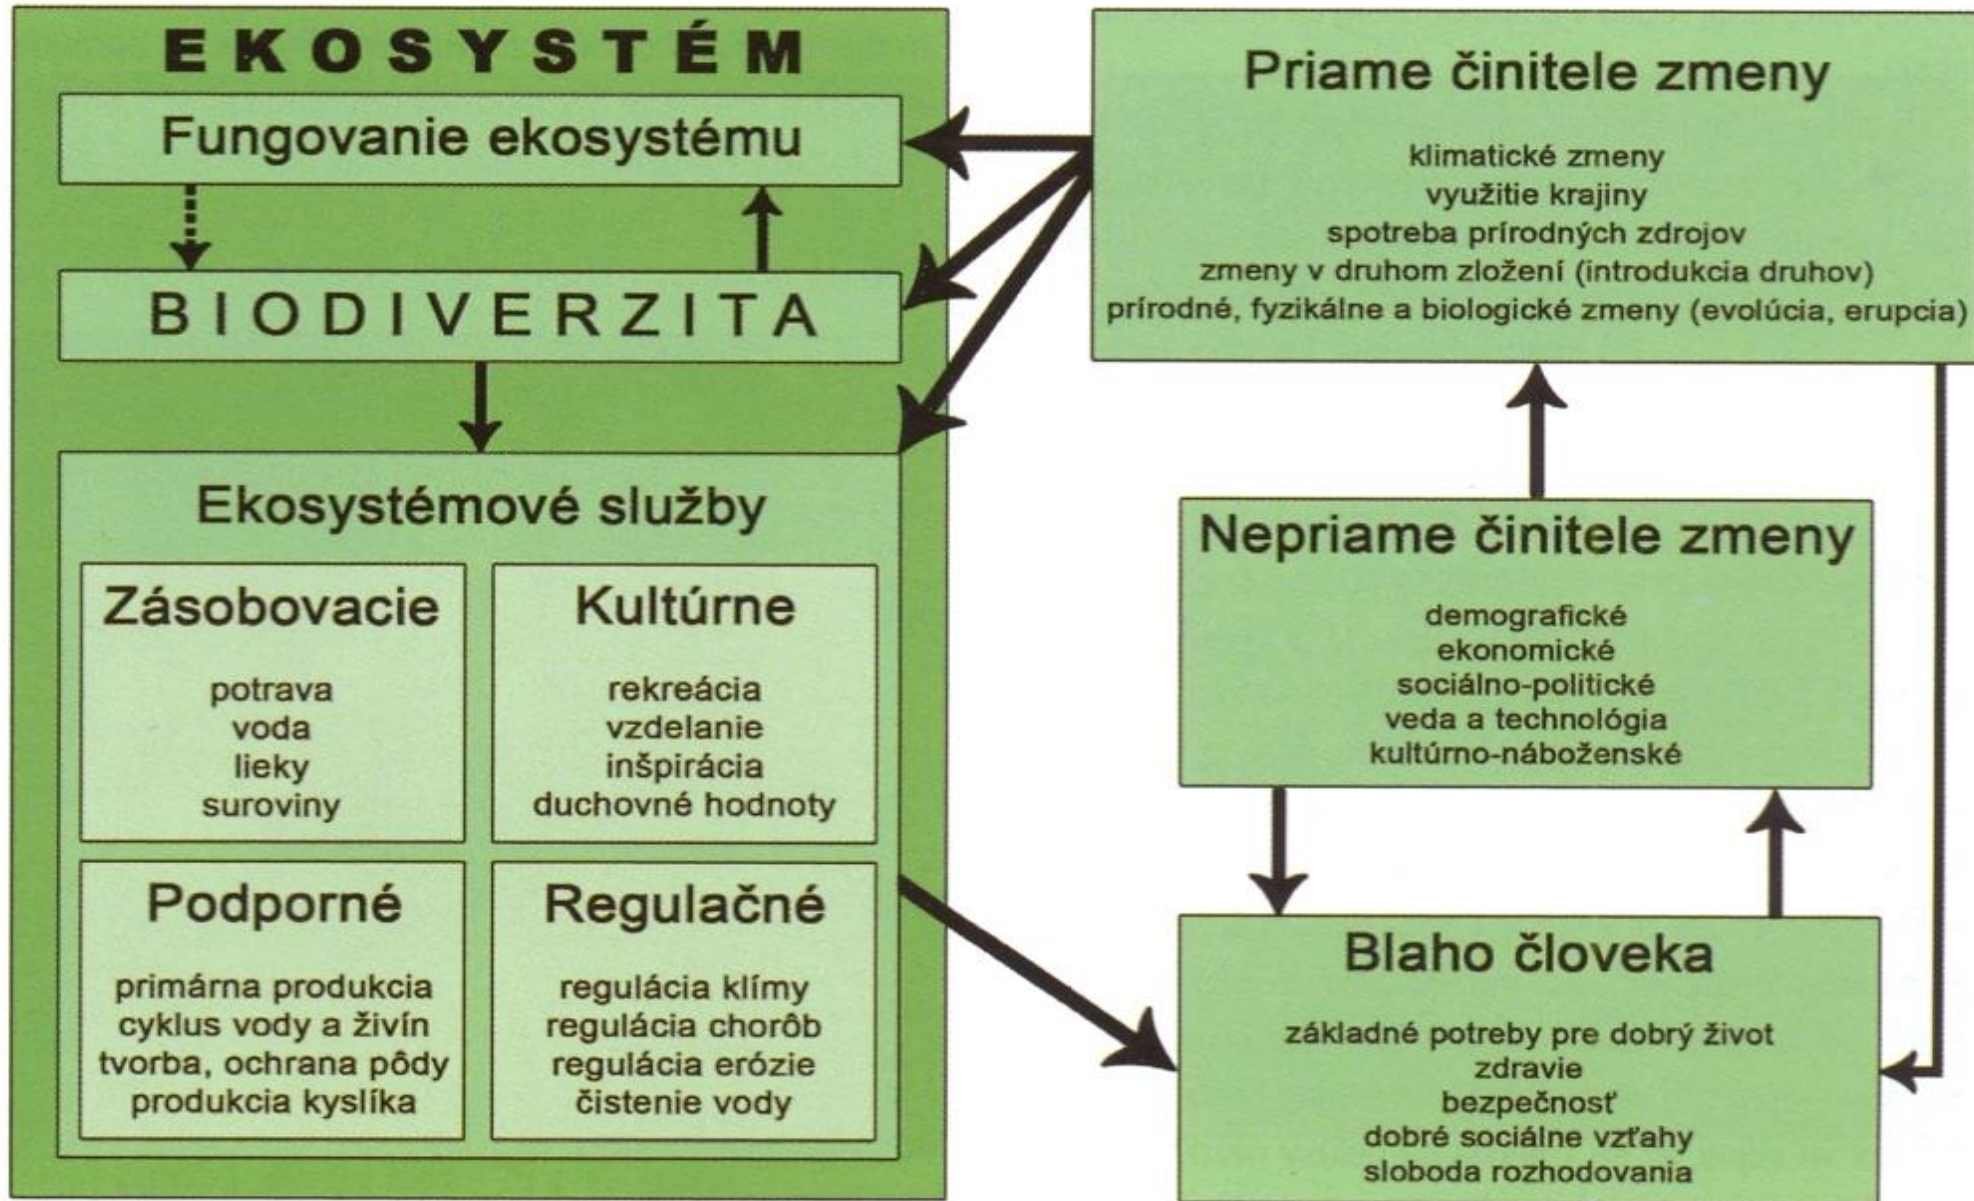 EKOSYSTÉM
Fungovanie ekosystému
BIODIVERZITA
Ekosystémové služby
Zásobovacie
potrava
voda
lieky
suroviny
Kultúrne
rekreácia
vzdelanie
inšpirácia
duchovné hodnoty
Podporné
primárna produkcia
cyklus vody a živín
tvorba, ochrana pôdy
produkcia kyslíka
Regulačné
regulácia klímy
regulácia chorôb
regulácia erózie
čistenie vody
Priame činitele zmeny
klimatické zmeny
využitie krajiny
spotreba prírodných zdrojov
zmeny v druhom zložení (introdukcia druhov)
prírodné, fyzikálne a biologické zmeny (evolúcia, erupcia)
Nepriame činitele zmeny
demografické
ekonomické
sociálno-politické
veda a technológia
kultúrno-náboženské
Blaho človeka
základné potreby pre dobrý život
zdravie
bezpečnosť
dobré sociálne vzťahy
sloboda rozhodovania